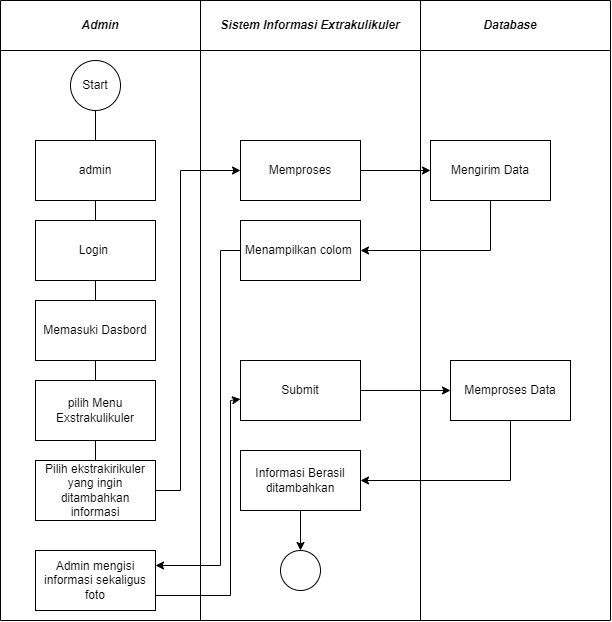 Admin
Sistem Informasi Extrakulikuler
Database
Start
admin
Memproses
Mengirim Data
Login
Menampilkan colom
Memasuki Dasbord
pilih Menu
Exstrakulikuler
Submit
Memproses Data
Pilih ekstrakirikuler
yang ingin
ditambahkan
informasi
Informasi Berasil
ditambahkan
Admin mengisi
informasi sekaligus
foto